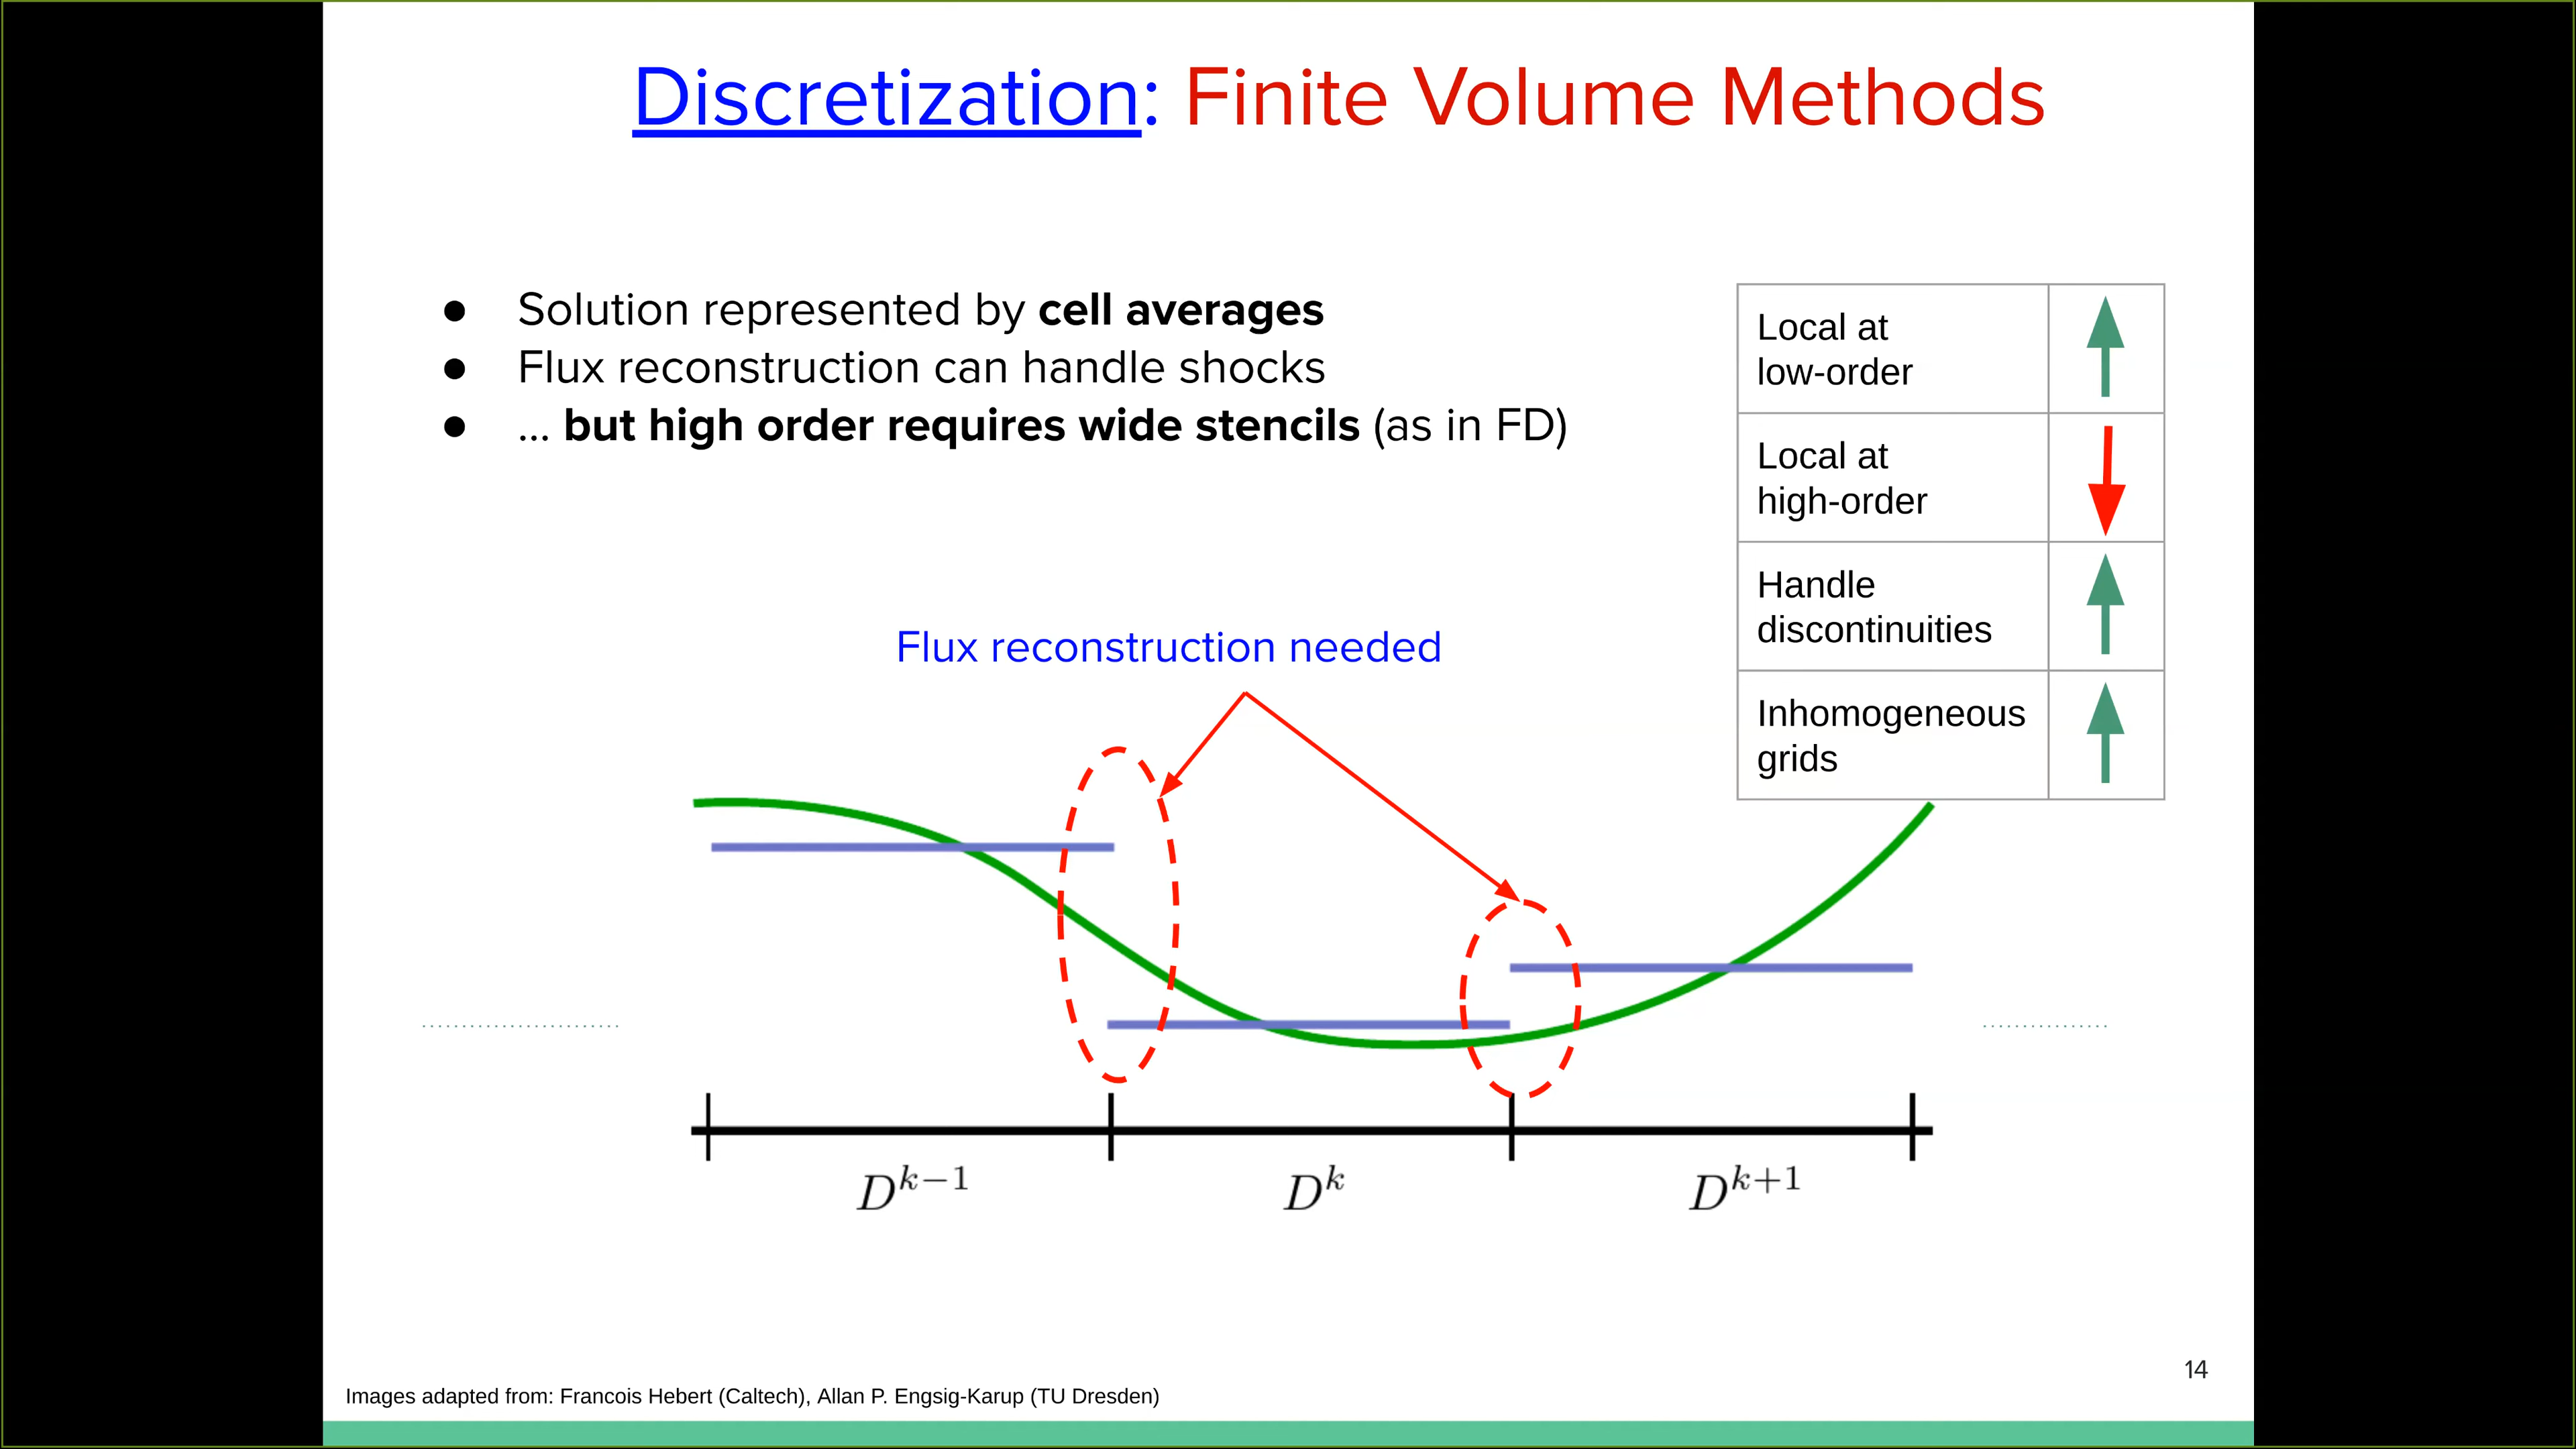 Discretization: Finite Volume Methods
● Solution represented by cell averages
● Flux reconstruction can handle shocks
● ... but high order requires wide stencils (as in FD)
Local at
low-order
Local at
high-order
Handle
discontinuities
Inhomogeneous
grids
Flux reconstruction needed
D^{k-1}
D^{k}
D^{k+1}
14
Images adapted from: Francois Hebert (Caltech), Allan P. Engsig-Karup (TU Dresden)